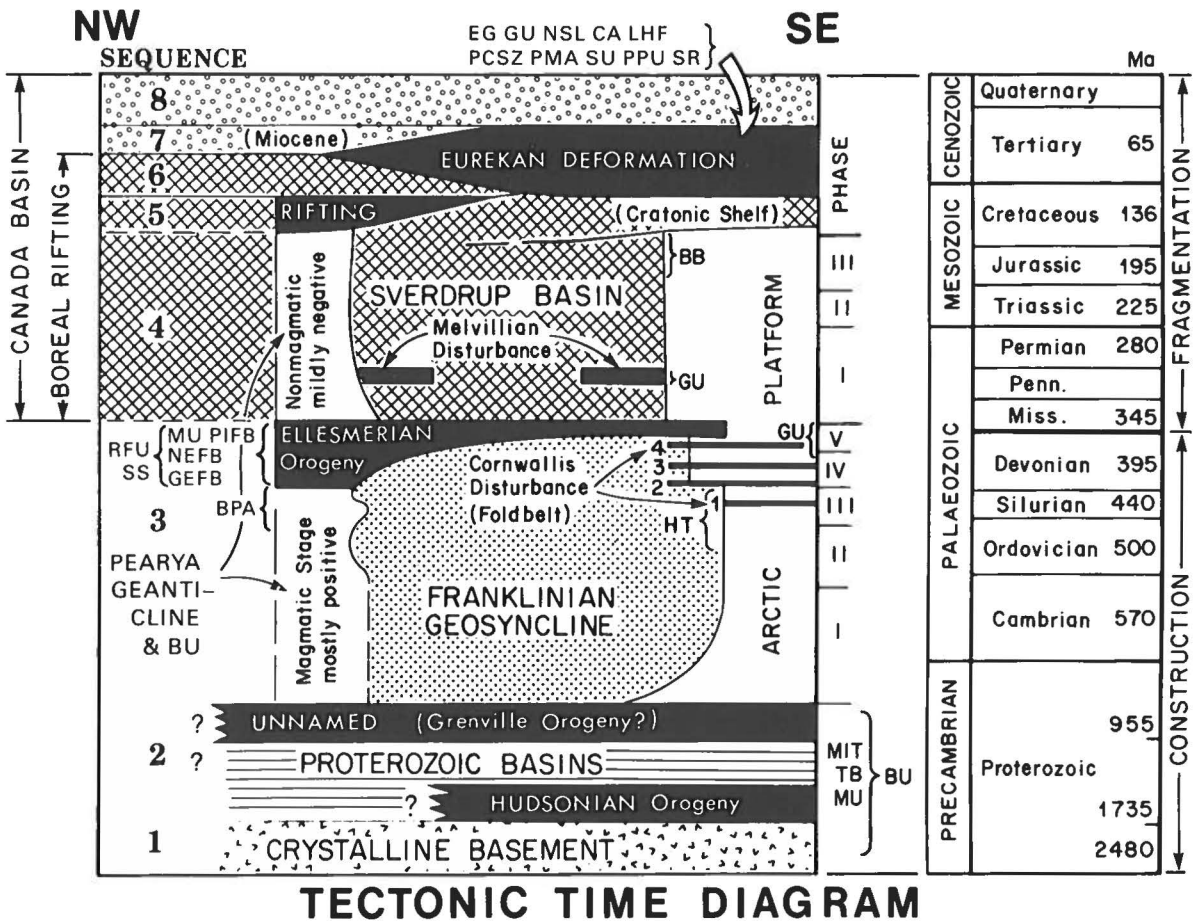 NW
SE
SEQUENCE
EG GU NSL CA LHF
PCSZ PMA SU PPU SR
CANADA BASIN
BOREAL RIFTING
8
7
(Miocene)
6
5
4
3
2
1
EUREKAN DEFORMATION
RIFTING
(Cratonic Shelf)
BB
SVERDRUP BASIN
Nonmagmatic
mildly negative
Melvillian
Disturbance
GU
PLATFORM
ELLESMERIAN
Orogeny
GU
RFU
SS
MU PIFB
NEFB
GEFB
BPA
PEARYA
GEANTI-
CLINE
& BU
Magmatic Stage
mostly positive
Cornwallis
Disturbance
(Foldbelt)
4
3
2
1
HT
FRANKLINIAN
GEOSYNCLINE
ARCTIC
?
UNNAMED (Grenville Orogeny?)
?
PROTEROZOIC BASINS
?
HUDSONIAN Orogeny
CRYSTALLINE BASEMENT
PHASE
III
II
I
V
IV
III
II
I
MIT
TB
MU
BU
Ma
CENOZOIC
Quaternary
Tertiary 65
MESOZOIC
Cretaceous 136
Jurassic 195
Triassic 225
PALAEOZOIC
Permian 280
Penn.
Miss. 345
Devonian 395
Silurian 440
Ordovician 500
Cambrian 570
PRECAMBRIAN
955
Proterozoic
1735
2480
FRAGMENTATION
CONSTRUCTION
TECTONIC TIME DIAGRAM